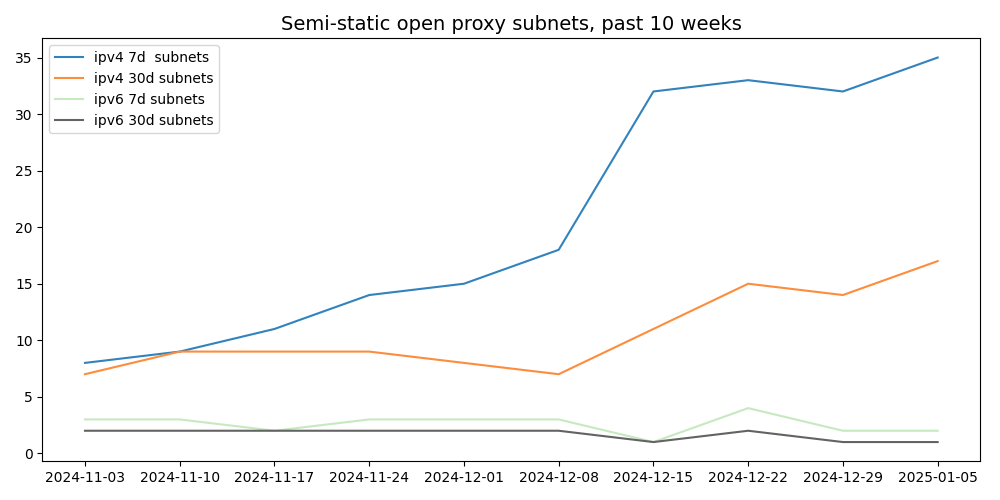 Semi-static open proxy subnets, past 10 weeks
ipv4 7d  subnets
ipv4 30d subnets
ipv6 7d subnets
ipv6 30d subnets
35
30
25
20
15
10
5
0
2024-11-03 2024-11-10 2024-11-17 2024-11-24 2024-12-01 2024-12-08 2024-12-15 2024-12-22 2024-12-29 2025-01-05